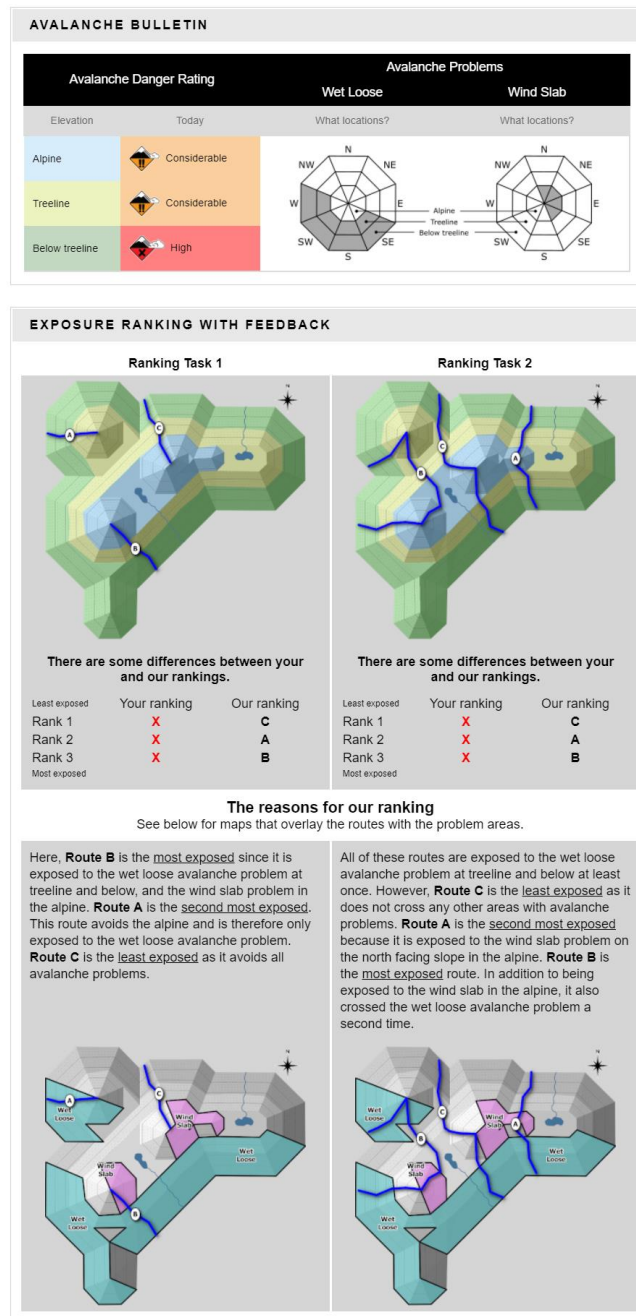 AVALANCHE BULLETIN
Avalanche Danger Rating
Avalanche Problems
Wet Loose
Wind Slab
Elevation
Today
What locations?
What locations?
Alpine
Considerable
Treeline
Considerable
Below treeline
High
N
NW
NE
W
E
SW
SE
S
N
NW
NE
W
E
SW
SE
S
Alpine
Treeline
Below treeline
EXPOSURE RANKING WITH FEEDBACK
Ranking Task 1
Ranking Task 2
A
C
B
C
A
B
There are some differences between your
and our rankings.
Least exposed
Your ranking
Our ranking
Rank 1
X
C
Rank 2
X
A
Rank 3
X
B
Most exposed
There are some differences between your
and our rankings.
Least exposed
Your ranking
Our ranking
Rank 1
X
C
Rank 2
X
A
Rank 3
X
B
Most exposed
The reasons for our ranking
See below for maps that overlay the routes with the problem areas.
Here, Route B is the most exposed since it is
exposed to the wet loose avalanche problem at
treeline and below, and the wind slab problem in
the alpine. Route A is the second most exposed.
This route avoids the alpine and is therefore only
exposed to the wet loose avalanche problem.
Route C is the least exposed as it avoids all
avalanche problems.
All of these routes are exposed to the wet loose
avalanche problem at treeline and below at least
once. However, Route C is the least exposed as it
does not cross any other areas with avalanche
problems. Route A is the second most exposed
because it is exposed to the wind slab problem on
the north facing slope in the alpine. Route B is
the most exposed route. In addition to being
exposed to the wind slab in the alpine, it also
crossed the wet loose avalanche problem a
second time.
A
C
Wet
Loose
Wind
Slab
Wet
Loose
Wind
Slab
B
Wet
Loose
C
Wet
Loose
Wind
Slab
A
B
Wet
Loose
Wind
Slab
Wet
Loose